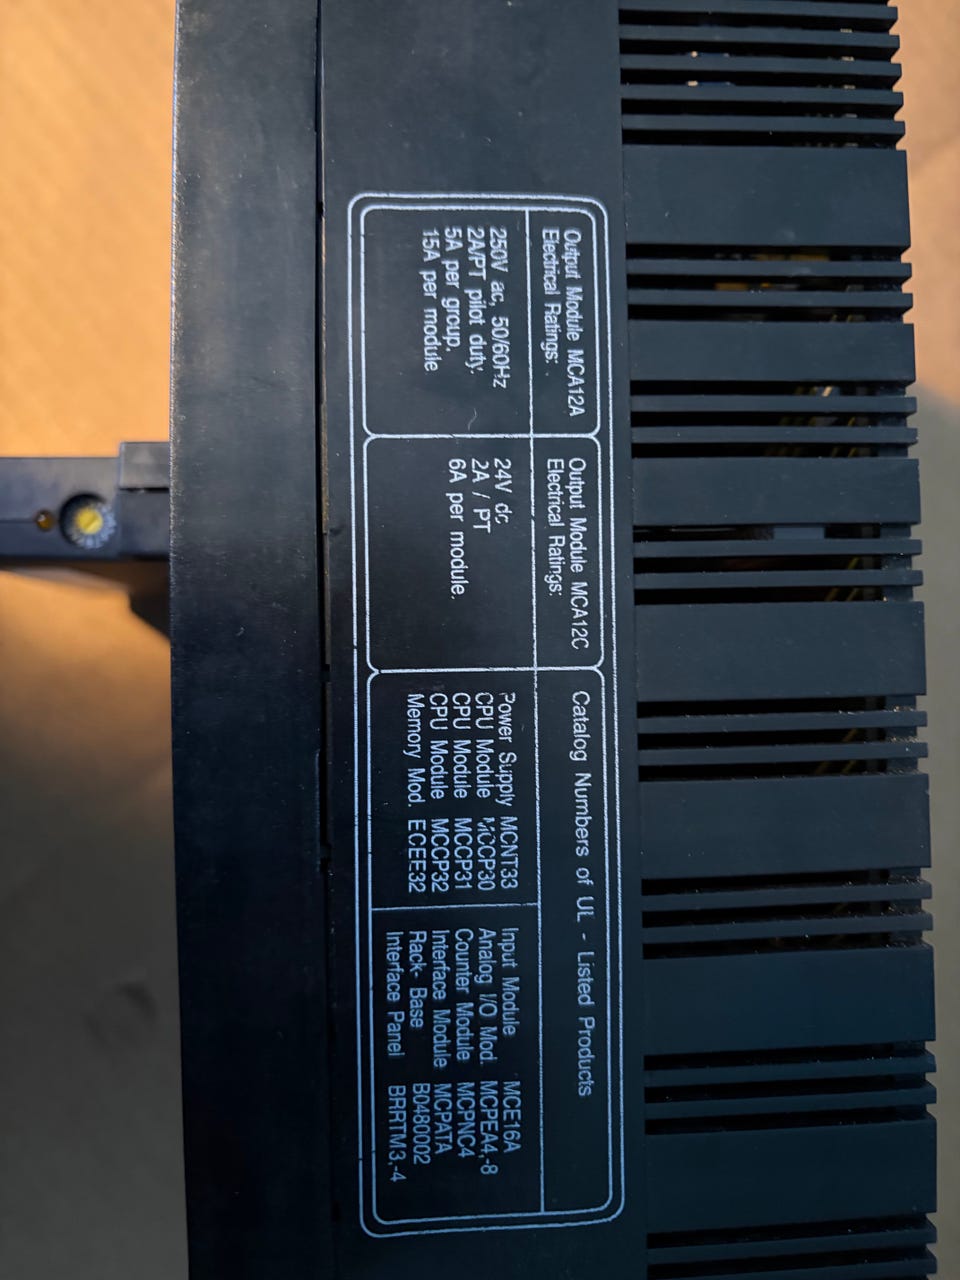 Output Module MCA12A
Electrical Ratings:
250V ac, 50/60Hz
2A/PT pilot duty.
5A per group.
15A per module
Output Module MCA12C
Electrical Ratings:
24V dc
2A / PT
6A per module.
Catalog Numbers of UL - Listed Products
Power Supply MCNT33
CPU Module MCCP30
CPU Module MCCP31
CPU Module MCCP32
Memory Mod. ECEE32
Input Module MCE16A
Analog I/O Mod. MCPEA4,-8
Counter Module MCPNC4
Interface Module MCPATA
Rack- Base B0480002
Interface Panel BRRTM3,-4